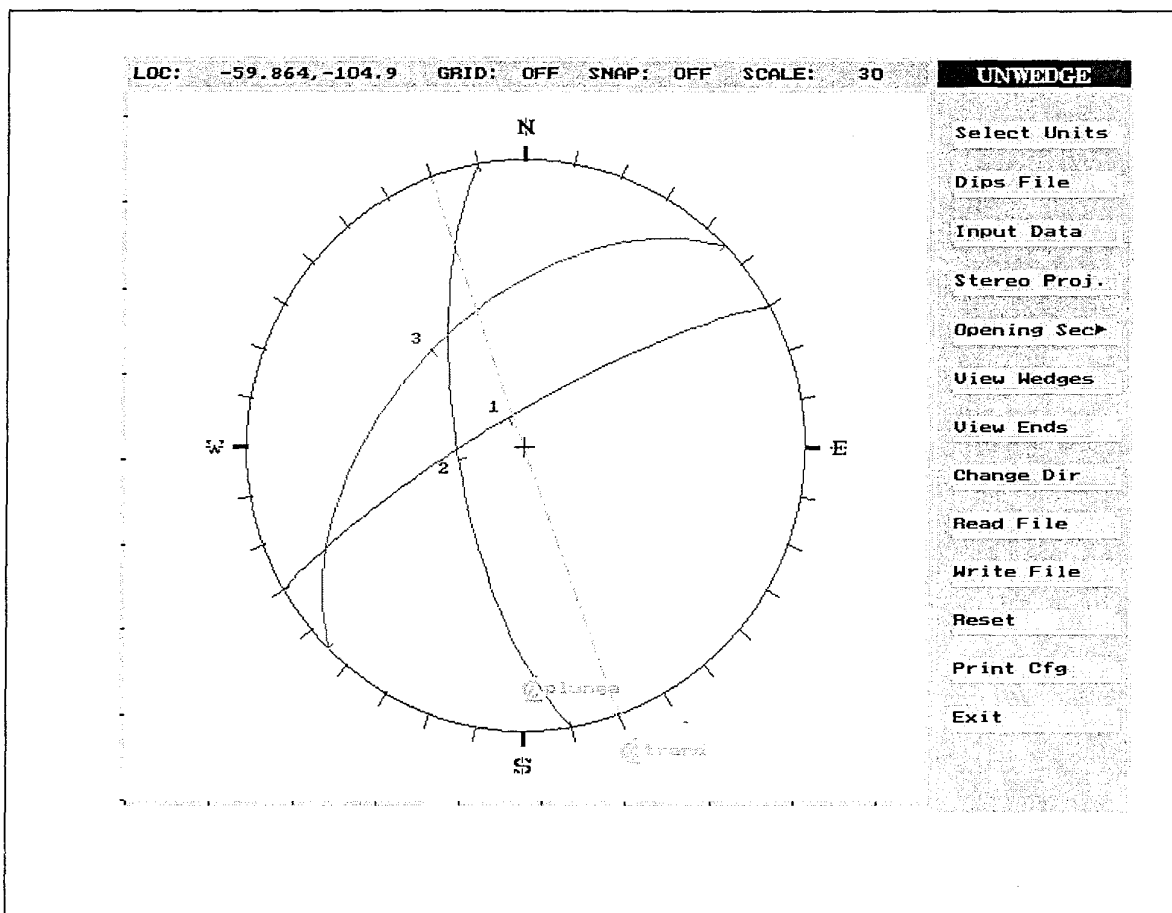 LOC: -59.864,-104.9 GRID: OFF SNAP: OFF SCALE: 30
UNWEDGE
Select Units
Dips File
Input Data
Stereo Proj.
Opening Sec►
View Wedges
View Ends
Change Dir
Read File
Write File
Reset
Print Cfg
Exit
N
3
1
W
E
2
@plunge
@trend
S